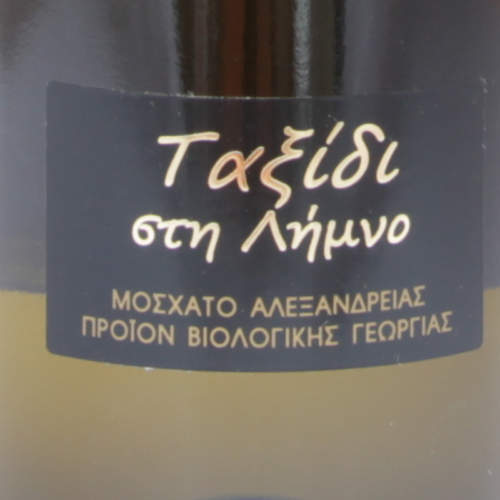 Ταξίδι
στη Λήμνο
ΜΟΣΧΑΤΟ ΑΛΕΞΑΝΔΡΕΙΑΣ
ΠΡΟΪΟΝ ΒΙΟΛΟΓΙΚΗΣ ΓΕΩΡΓΙΑΣ